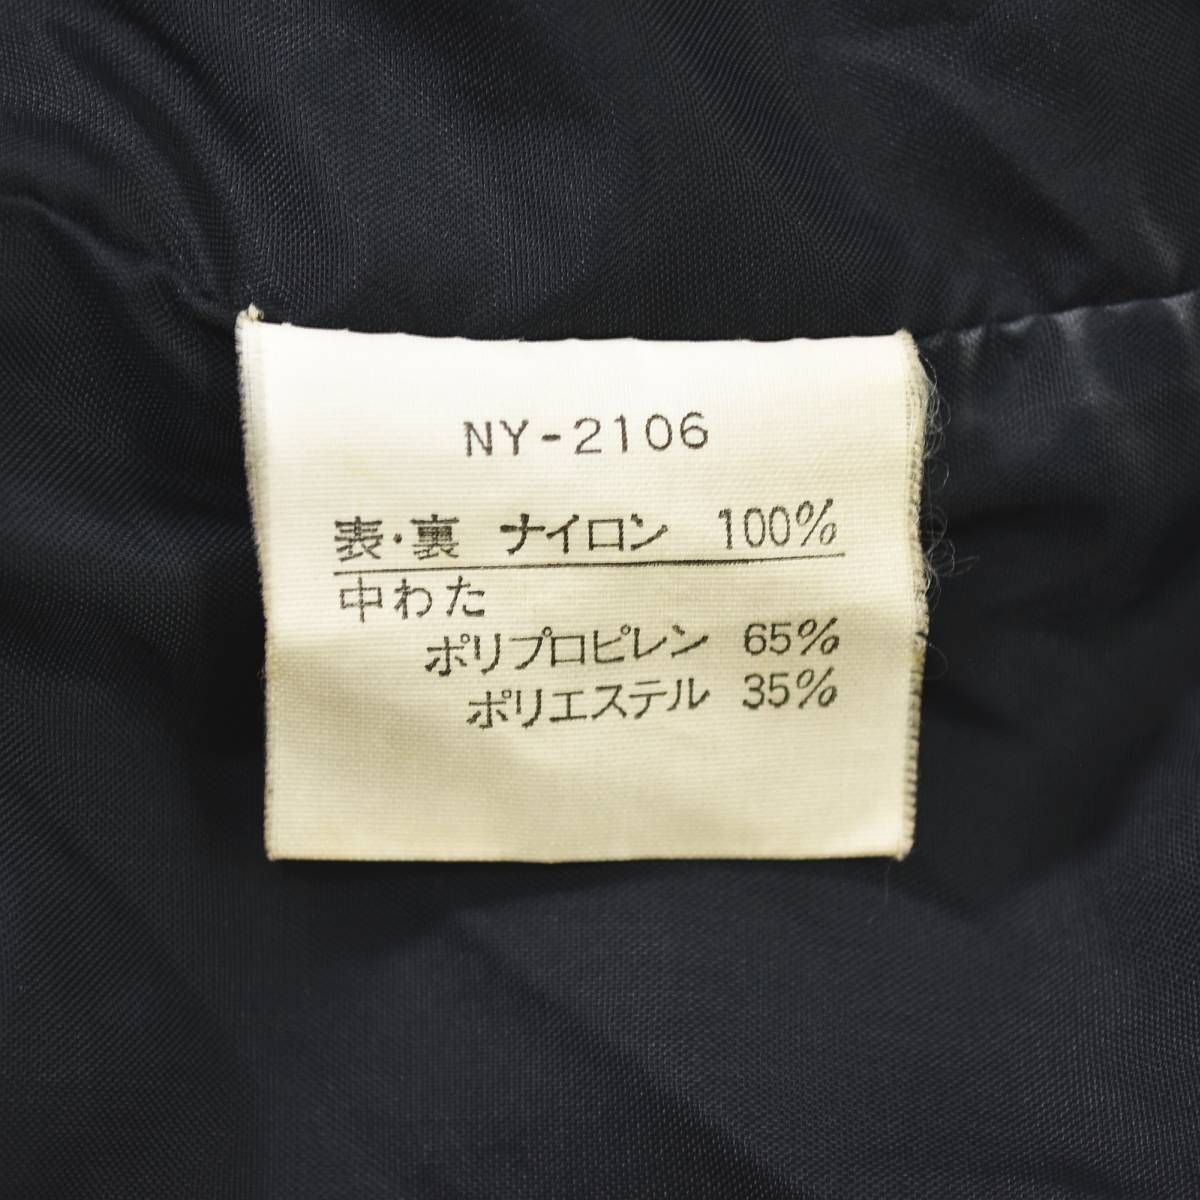 NY-2106
表・裏 ナイロン 100%
中わた
ポリプロピレン 65%
ポリエステル 35%